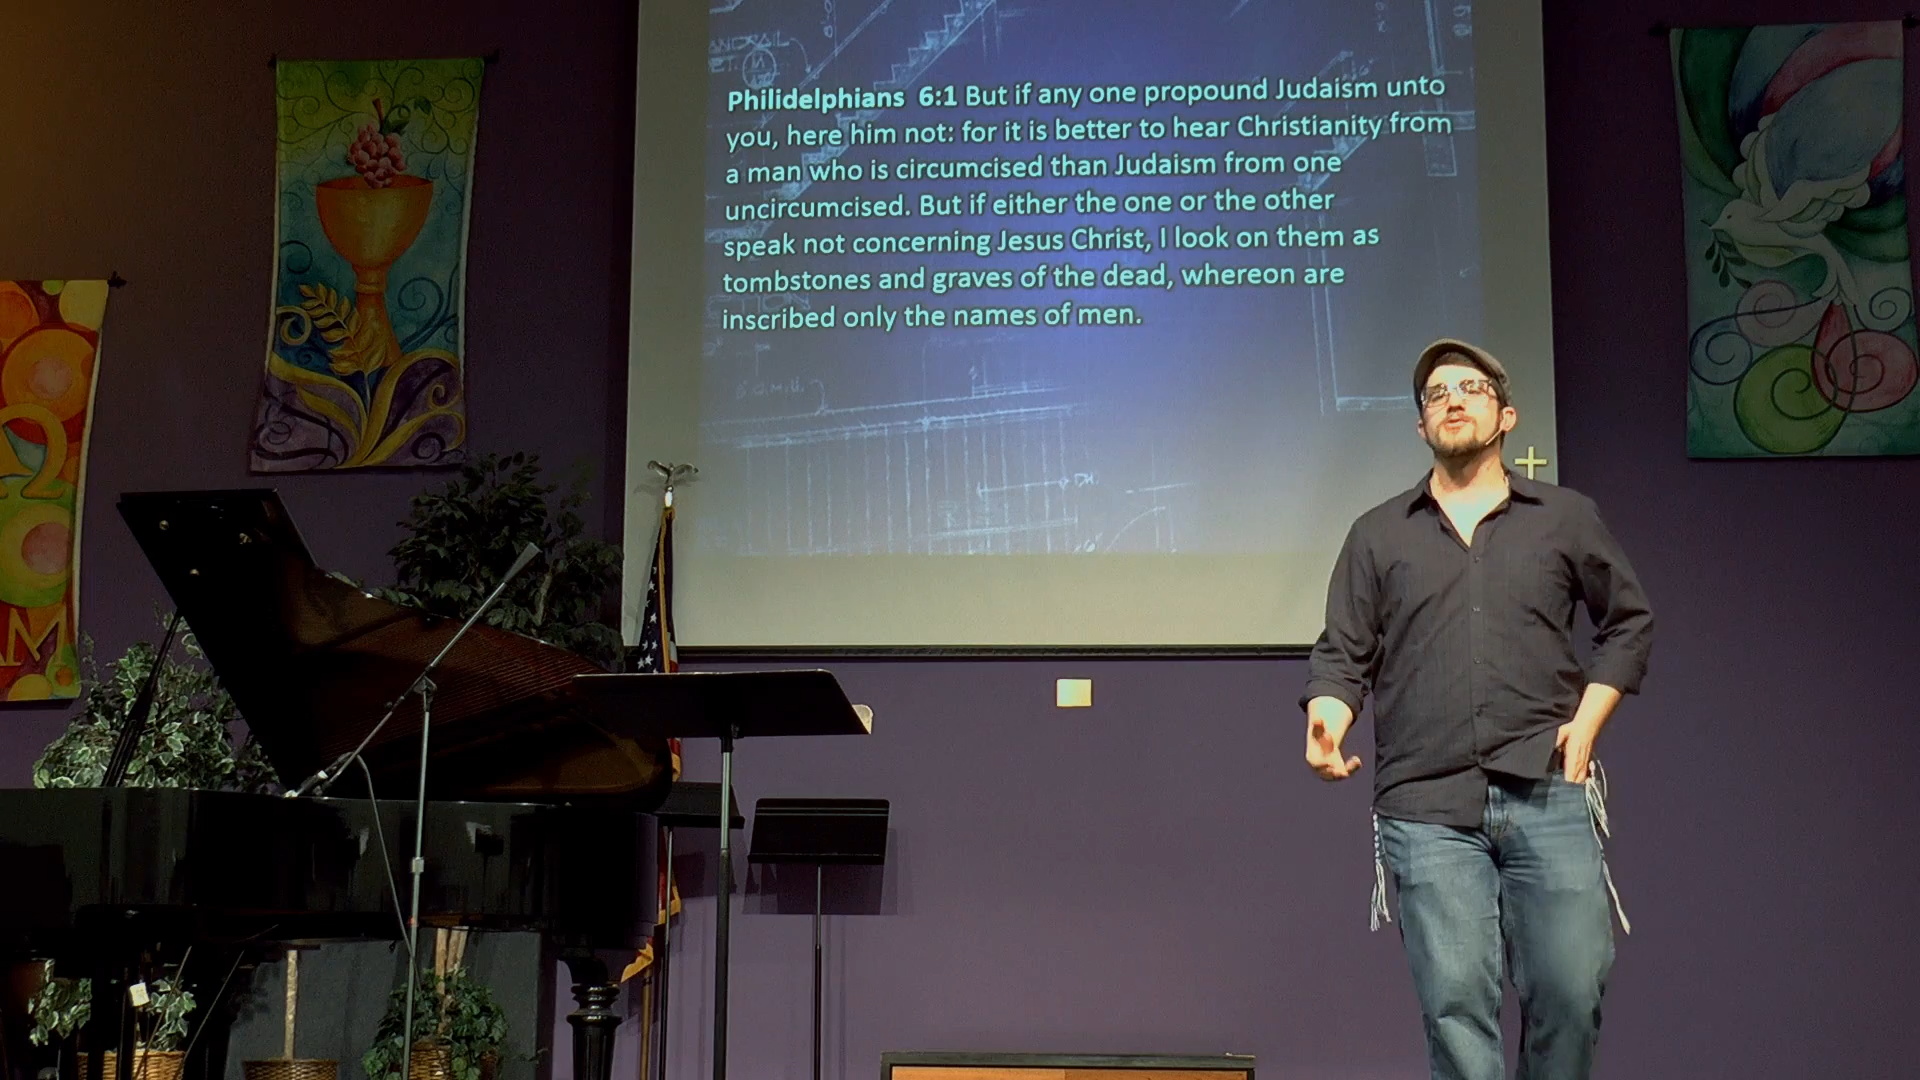 ANDRAIL
Philidelphians 6:1 But if any one propound Judaism unto
you, here him not: for it is better to hear Christianity from
a man who is circumcised than Judaism from one
uncircumcised. But if either the one or the other
speak not concerning Jesus Christ, I look on them as
tombstones and graves of the dead, whereon are
inscribed only the names of men.
Ω
AM